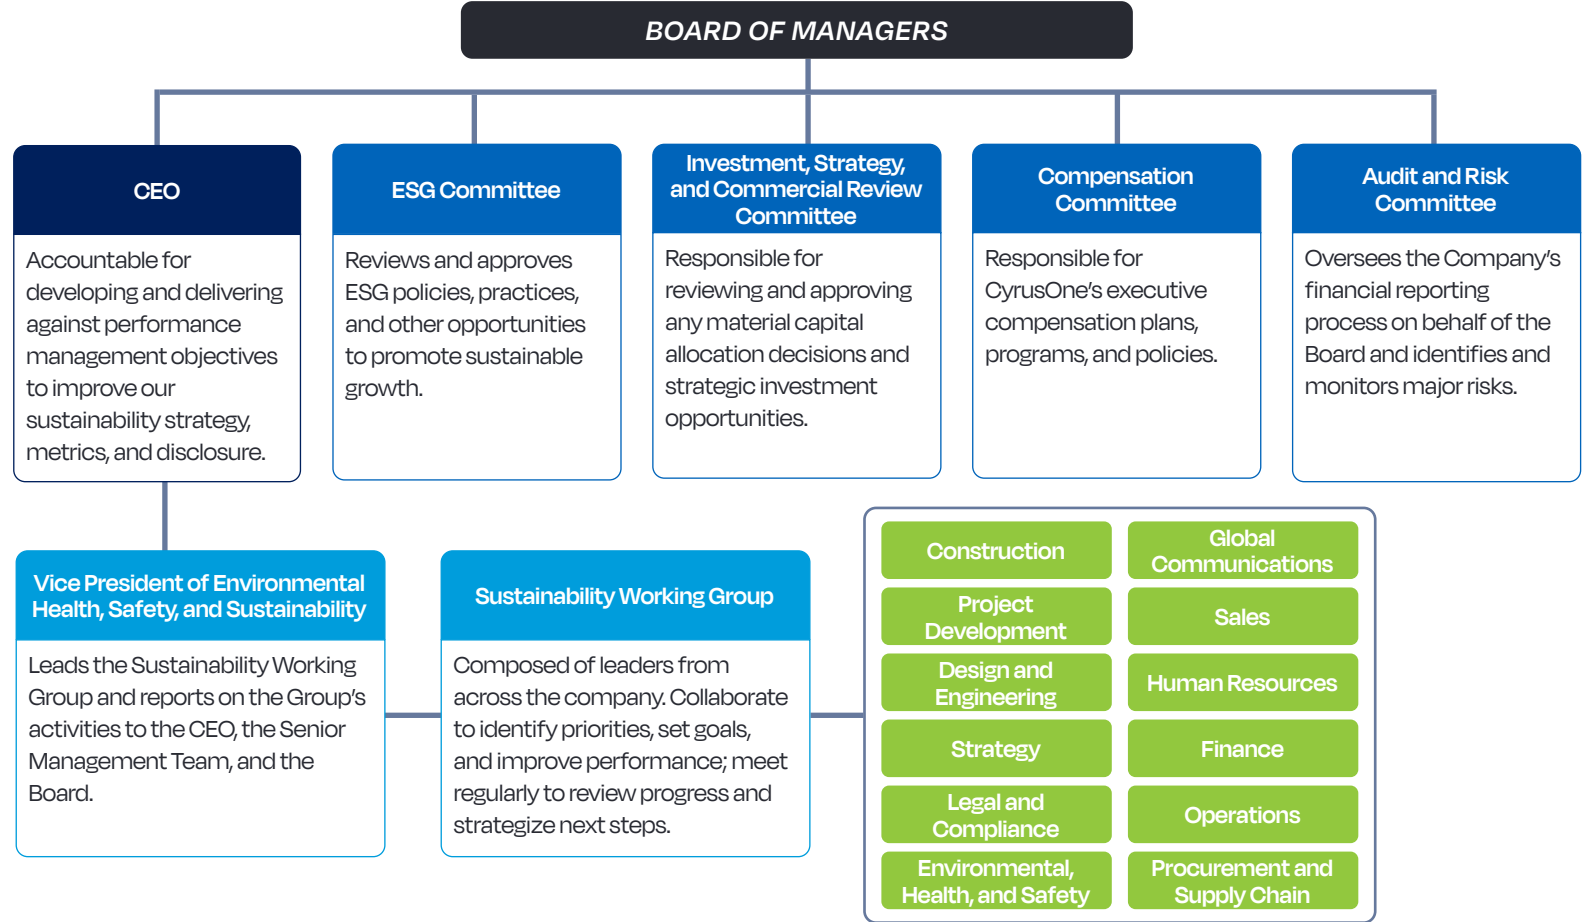 BOARD OF MANAGERS
CEO
Accountable for
developing and delivering
against performance
management objectives
to improve our
sustainability strategy,
metrics, and disclosure.
ESG Committee
Reviews and approves
ESG policies, practices,
and other opportunities
to promote sustainable
growth.
Investment, Strategy,
and Commercial Review
Committee
Responsible for
reviewing and approving
any material capital
allocation decisions and
strategic investment
opportunities.
Compensation
Committee
Responsible for
CyrusOne’s executive
compensation plans,
programs, and policies.
Audit and Risk
Committee
Oversees the Company’s
financial reporting
process on behalf of the
Board and identifies and
monitors major risks.
Vice President of Environmental
Health, Safety, and Sustainability
Leads the Sustainability Working
Group and reports on the Group’s
activities to the CEO, the Senior
Management Team, and the
Board.
Sustainability Working Group
Composed of leaders from
across the company. Collaborate
to identify priorities, set goals,
and improve performance; meet
regularly to review progress and
strategize next steps.
Construction
Global
Communications
Project
Development
Sales
Design and
Engineering
Human Resources
Strategy
Finance
Legal and
Compliance
Operations
Environmental,
Health, and Safety
Procurement and
Supply Chain